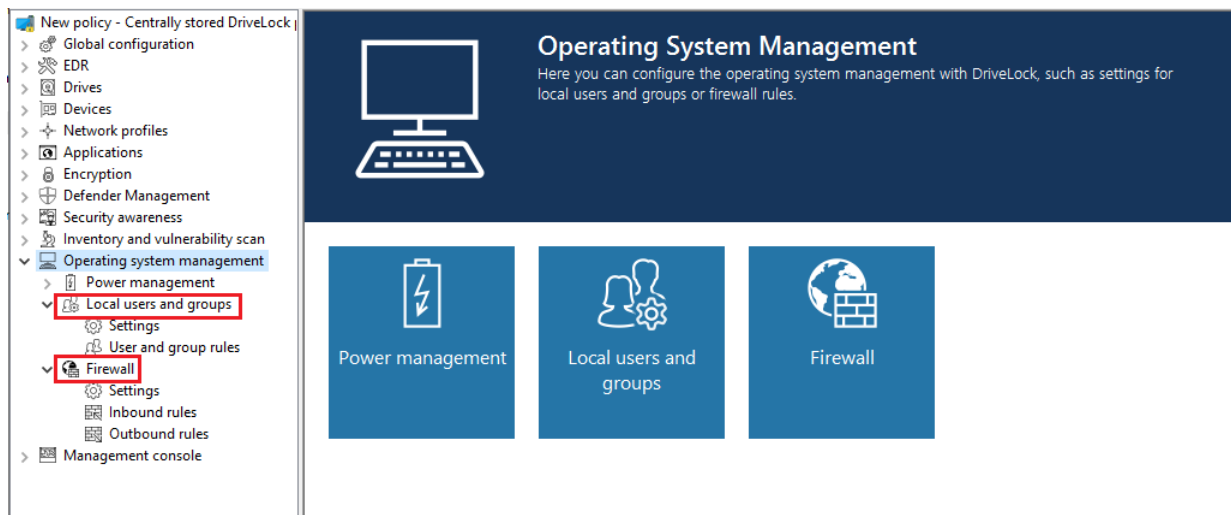 New policy - Centrally stored DriveLock
Global configuration
EDR
Drives
Devices
Network profiles
Applications
Encryption
Defender Management
Security awareness
Inventory and vulnerability scan
Operating system management
Power management
Local users and groups
Settings
User and group rules
Firewall
Settings
Inbound rules
Outbound rules
Management console
Operating System Management
Here you can configure the operating system management with DriveLock, such as settings for
local users and groups or firewall rules.
Power management
Local users and
groups
Firewall